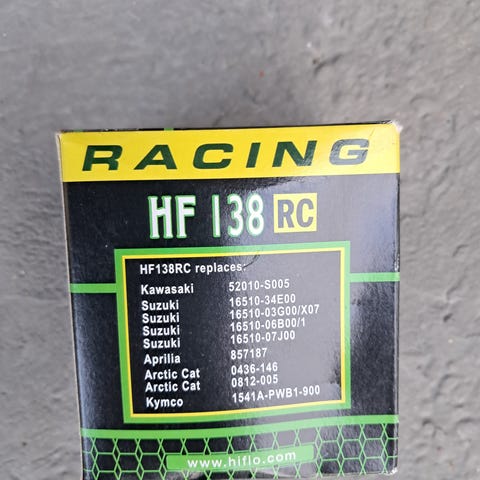 RACING
HF 138 RC
HF138RC replaces:
Kawasaki 52010-S005
Suzuki 16510-34E00
Suzuki 16510-03G00/X07
Suzuki 16510-06B00/1
Suzuki 16510-07J00
Aprilia 857187
Arctic Cat 0436-146
Arctic Cat 0812-005
Kymco 1541A-PWB1-900
www.hiflo.com